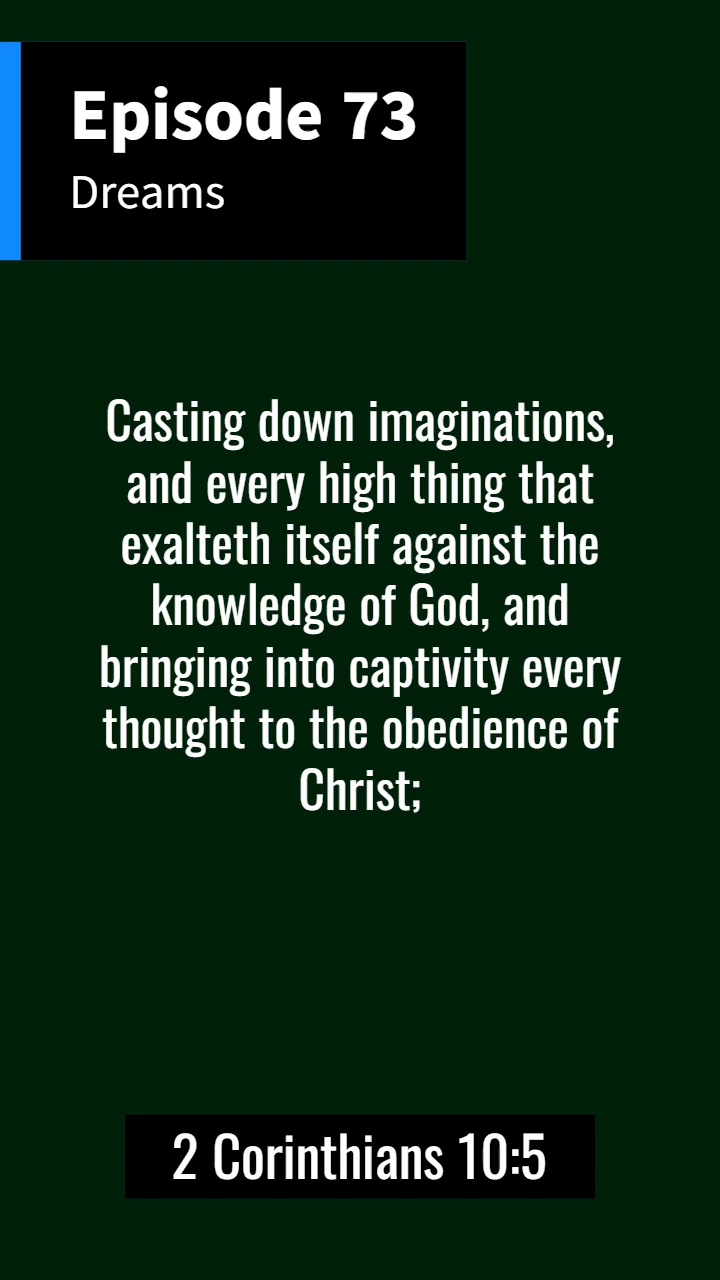 Episode 73
Dreams
Casting down imaginations,
and every high thing that
exalteth itself against the
knowledge of God, and
bringing into captivity every
thought to the obedience of
Christ;
2 Corinthians 10:5